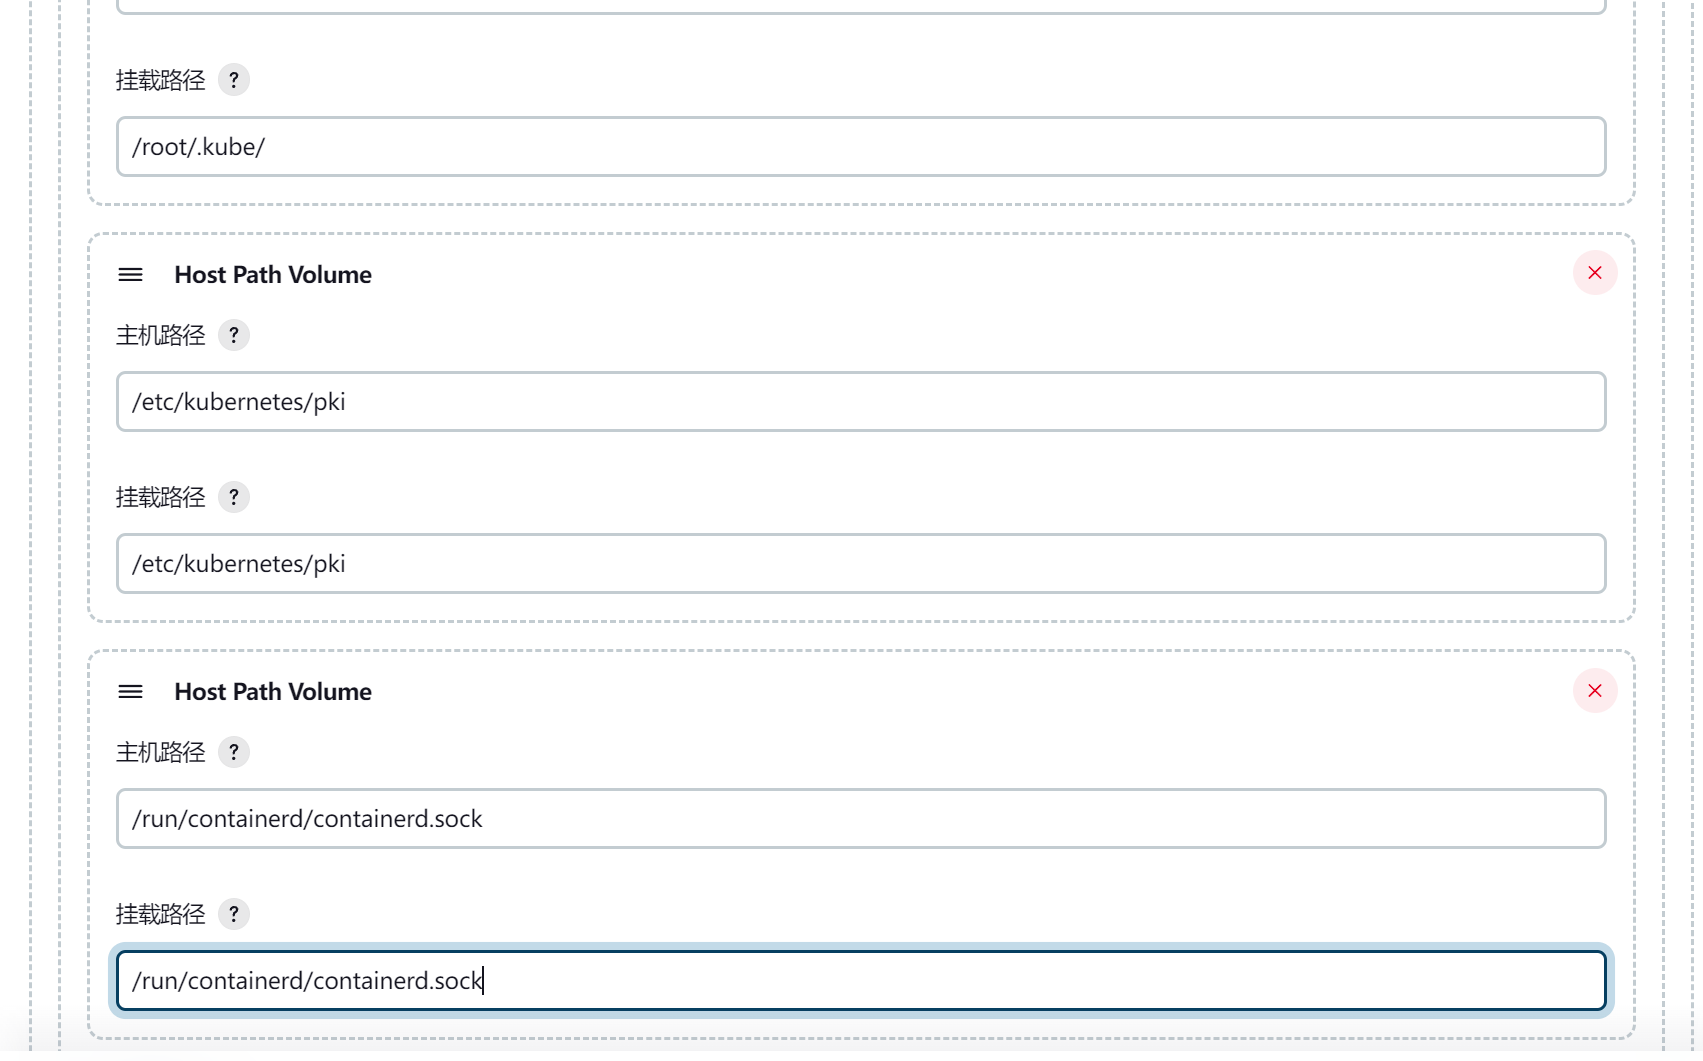 挂载路径 ?
/root/.kube/
Host Path Volume
主机路径 ?
/etc/kubernetes/pki
挂载路径 ?
/etc/kubernetes/pki
Host Path Volume
主机路径 ?
/run/containerd/containerd.sock
挂载路径 ?
/run/containerd/containerd.sock